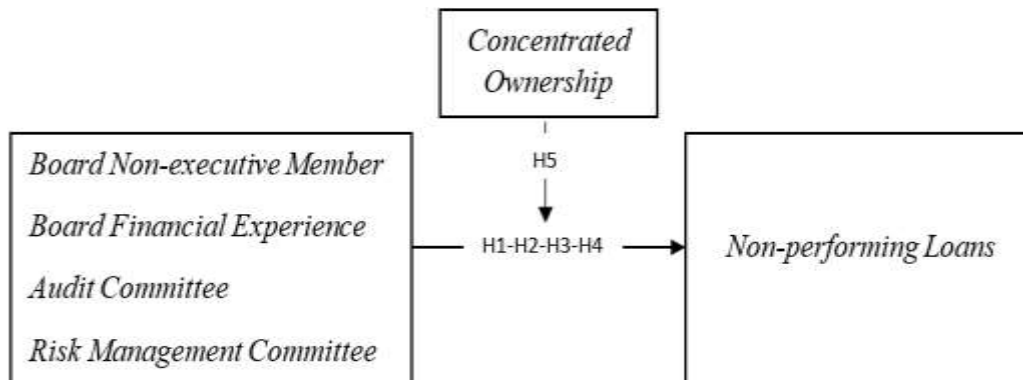 Concentrated
Ownership
H5
Board Non-executive Member
Board Financial Experience
Audit Committee
Risk Management Committee
H1-H2-H3-H4
Non-performing Loans